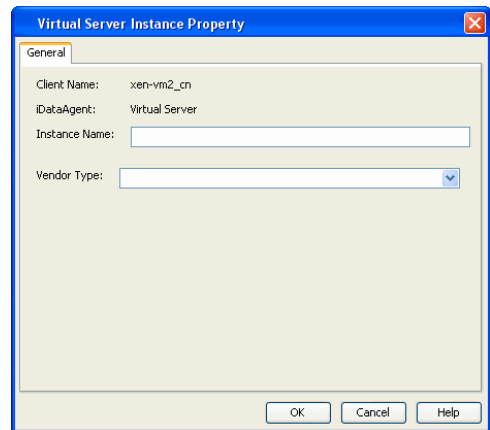 Virtual Server Instance Property
General
Client Name: xen-vm2_cn
iDataAgent: Virtual Server
Instance Name:
Vendor Type:
OK Cancel Help